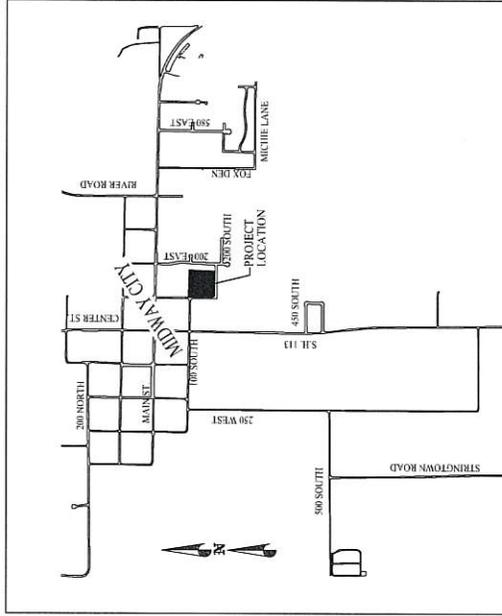 RIVER ROAD
580 EAST
MICHIE LANE
FOX DEN
200 EAST
200 SOUTH
PROJECT
LOCATION
MIDWAY CITY
CENTER ST.
450 SOUTH
S.H. 113
100 SOUTH
MAIN ST
200 NORTH
250 WEST
500 SOUTH
STRINGTOWN ROAD